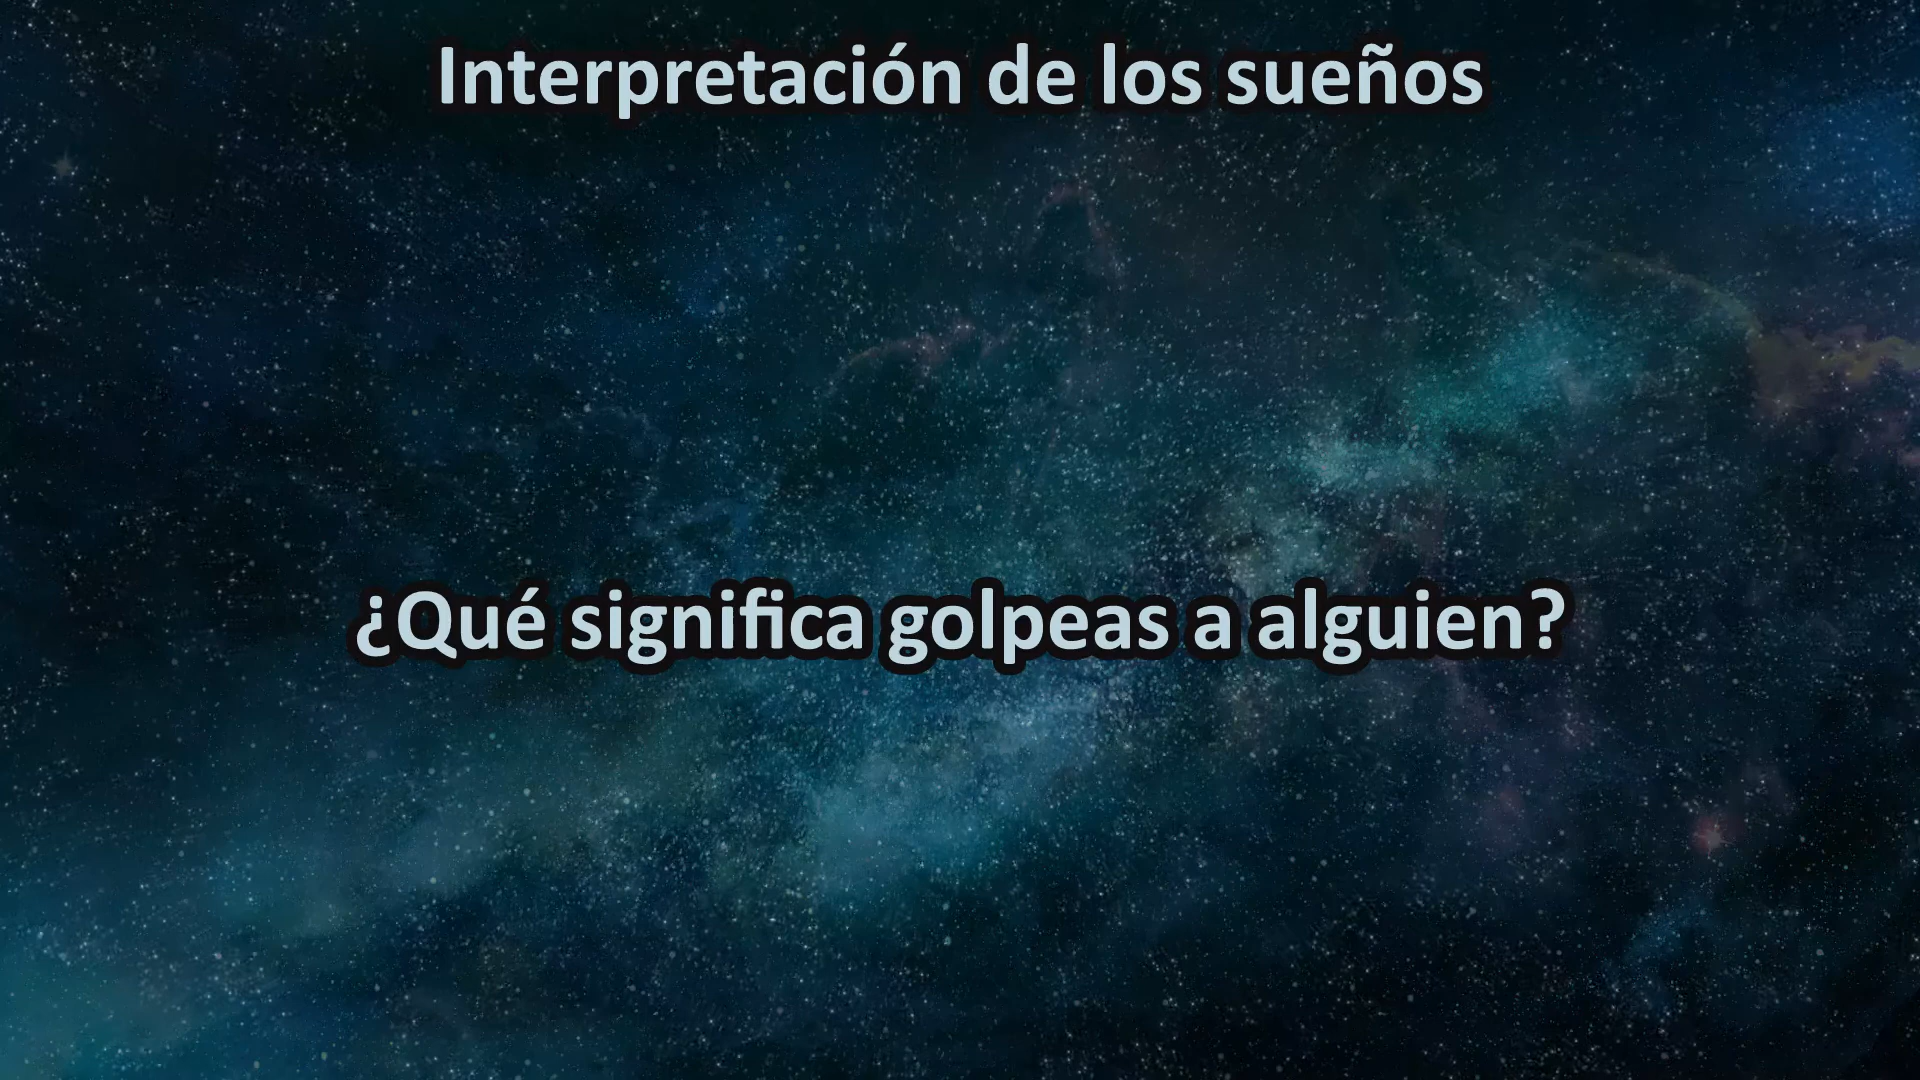 Interpretación de los sueños
¿Qué significa golpeas a alguien?